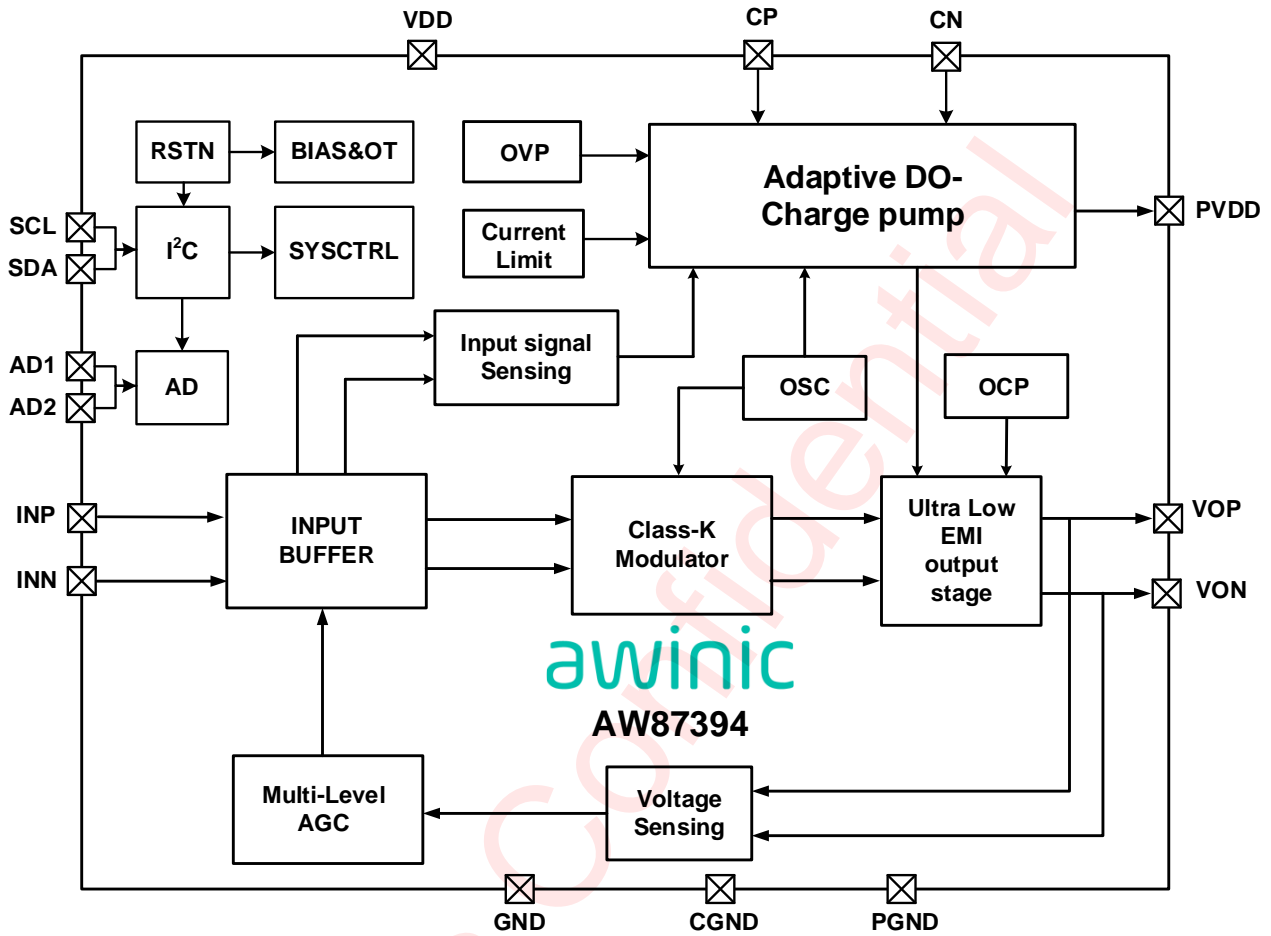 VDD
CP
CN
RSTN
BIAS&OT
OVP
Adaptive DO-
Charge pump
PVDD
SCL
SDA
I²C
SYSCTRL
Current
Limit
Input signal
Sensing
AD1
AD2
AD
OSC
OCP
INP
INN
INPUT
BUFFER
Class-K
Modulator
Ultra Low
EMI
output
stage
VOP
VON
awinic
AW87394
Multi-Level
AGC
Voltage
Sensing
GND
CGND
PGND
Confidential